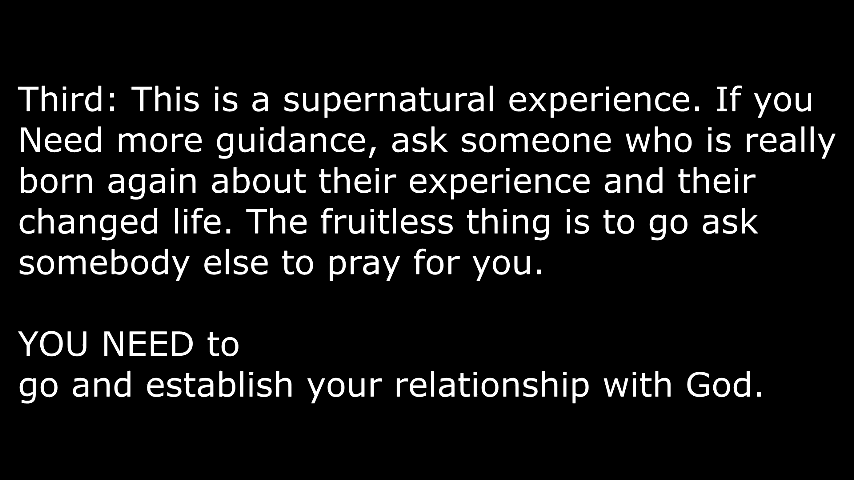 Third: This is a supernatural experience. If you
Need more guidance, ask someone who is really
born again about their experience and their
changed life. The fruitless thing is to go ask
somebody else to pray for you.
YOU NEED to
go and establish your relationship with God.